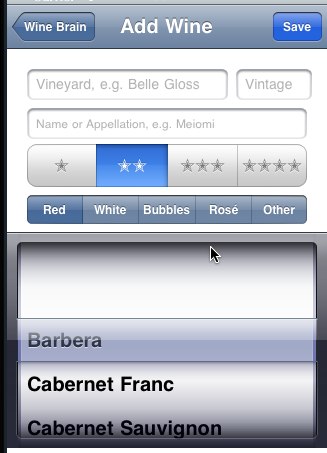 Wine Brain Add Wine Save
Vineyard, e.g. Belle Gloss Vintage
Name or Appellation, e.g. Meiomi
Red White Bubbles Rosé Other
Barbera
Cabernet Franc
Cabernet Sauvignon